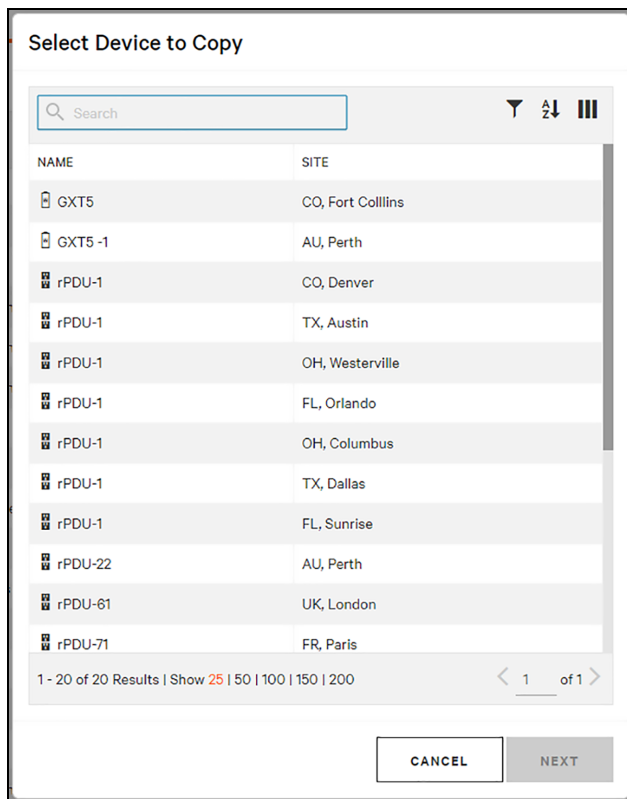 Select Device to Copy
Search
NAME SITE
GXT5 CO, Fort Colllins
GXT5 -1 AU, Perth
rPDU-1 CO, Denver
rPDU-1 TX, Austin
rPDU-1 OH, Westerville
rPDU-1 FL, Orlando
rPDU-1 OH, Columbus
rPDU-1 TX, Dallas
rPDU-1 FL, Sunrise
rPDU-22 AU, Perth
rPDU-61 UK, London
rPDU-71 FR, Paris
1 - 20 of 20 Results | Show 25 | 50 | 100 | 150 | 200 1 of 1
CANCEL NEXT